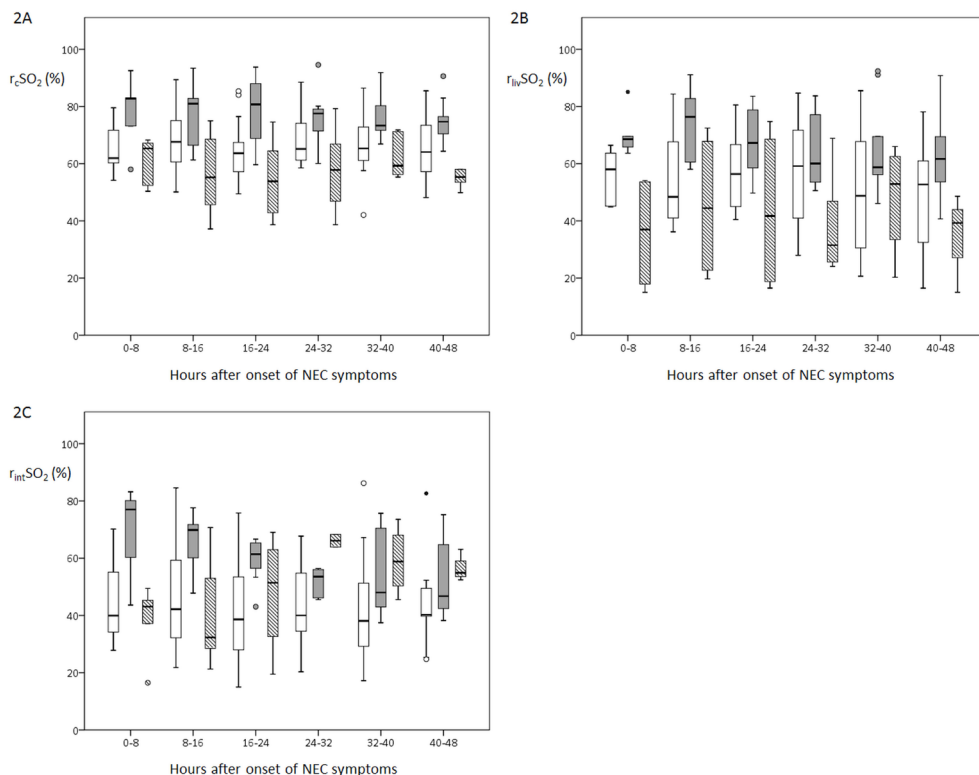 2A
r_cSO₂ (%)
100
80
60
40
20
0
0-8 8-16 16-24 24-32 32-40 40-48
Hours after onset of NEC symptoms
2B
r_livSO₂ (%)
100
80
60
40
20
0
0-8 8-16 16-24 24-32 32-40 40-48
Hours after onset of NEC symptoms
2C
r_intSO₂ (%)
100
80
60
40
20
0
0-8 8-16 16-24 24-32 32-40 40-48
Hours after onset of NEC symptoms